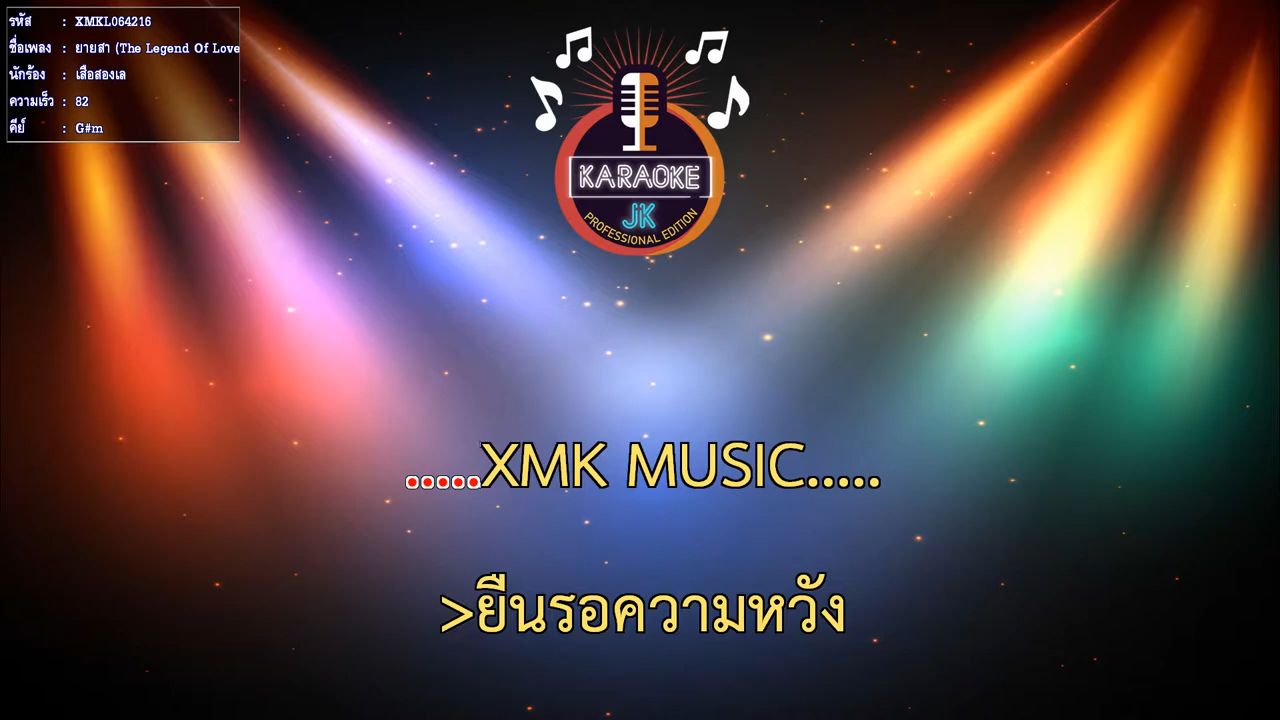 รหัส : XMKL064216
ชื่อเพลง : ยายสา (The Legend Of Love
นักร้อง : เสือสองเล
ความเร็ว : 82
คีย์ : G#m
KARAOKE
JK
PROFESSIONAL EDITION
.....XMK MUSIC.....
>ยืนรอความหวัง